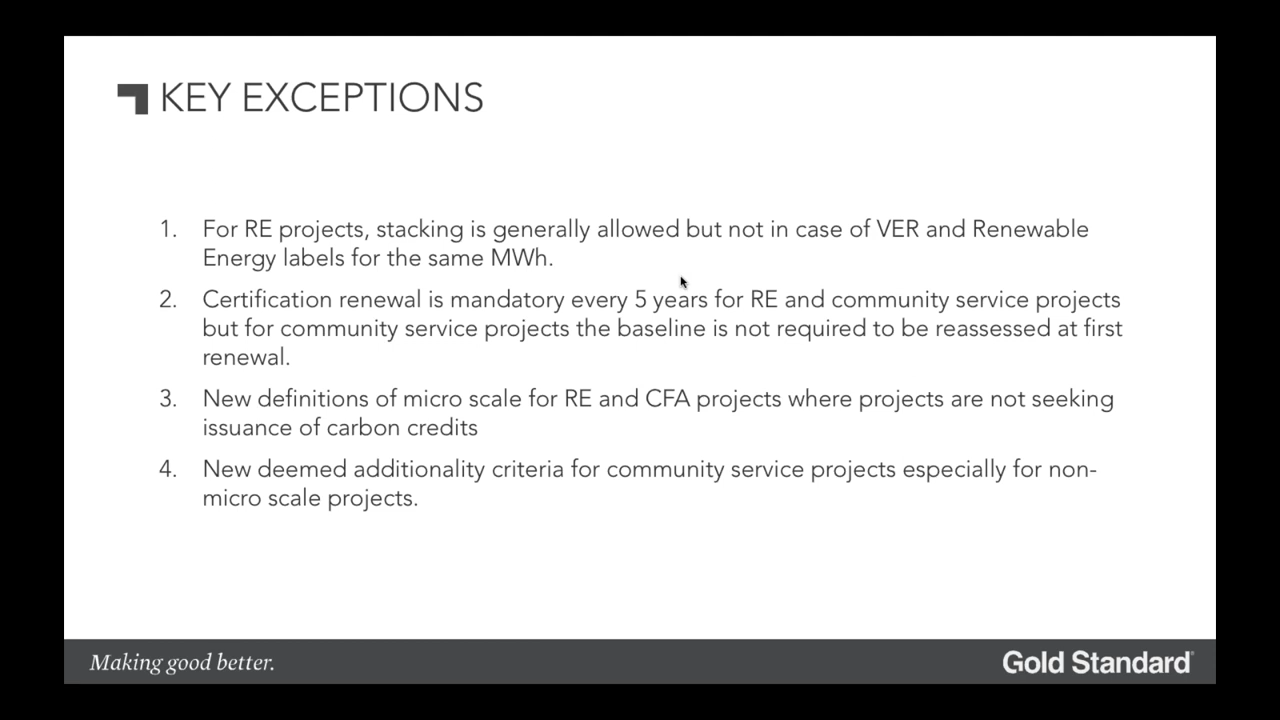 KEY EXCEPTIONS
1. For RE projects, stacking is generally allowed but not in case of VER and Renewable
Energy labels for the same MWh.
2. Certification renewal is mandatory every 5 years for RE and community service projects
but for community service projects the baseline is not required to be reassessed at first
renewal.
3. New definitions of micro scale for RE and CFA projects where projects are not seeking
issuance of carbon credits
4. New deemed additionality criteria for community service projects especially for non-
micro scale projects.
Making good better.
Gold Standard®